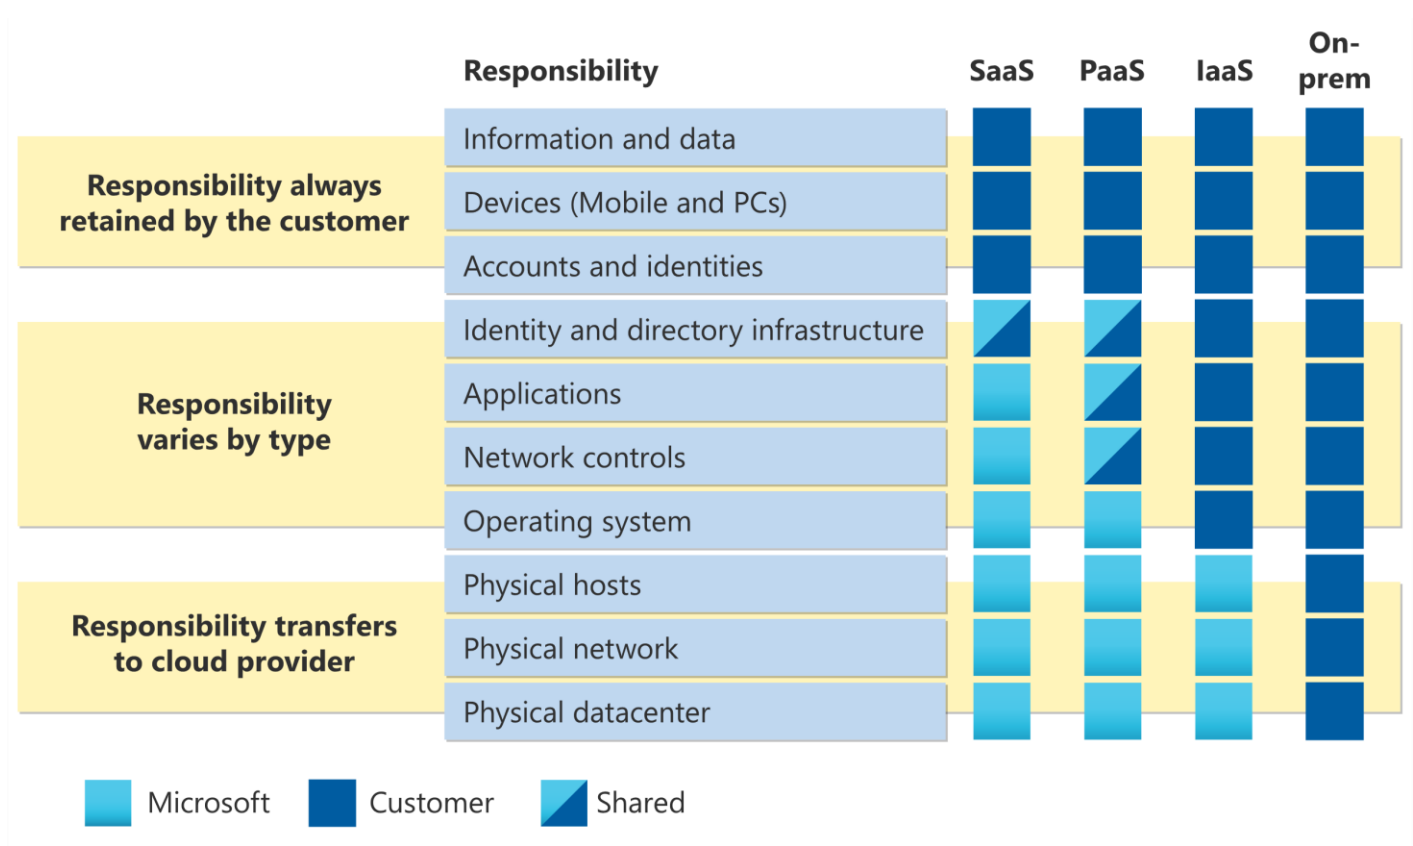 Responsibility SaaS PaaS IaaS On-
prem
Responsibility always
retained by the customer
Information and data
Devices (Mobile and PCs)
Accounts and identities
Responsibility
varies by type
Identity and directory infrastructure
Applications
Network controls
Operating system
Responsibility transfers
to cloud provider
Physical hosts
Physical network
Physical datacenter
Microsoft Customer Shared